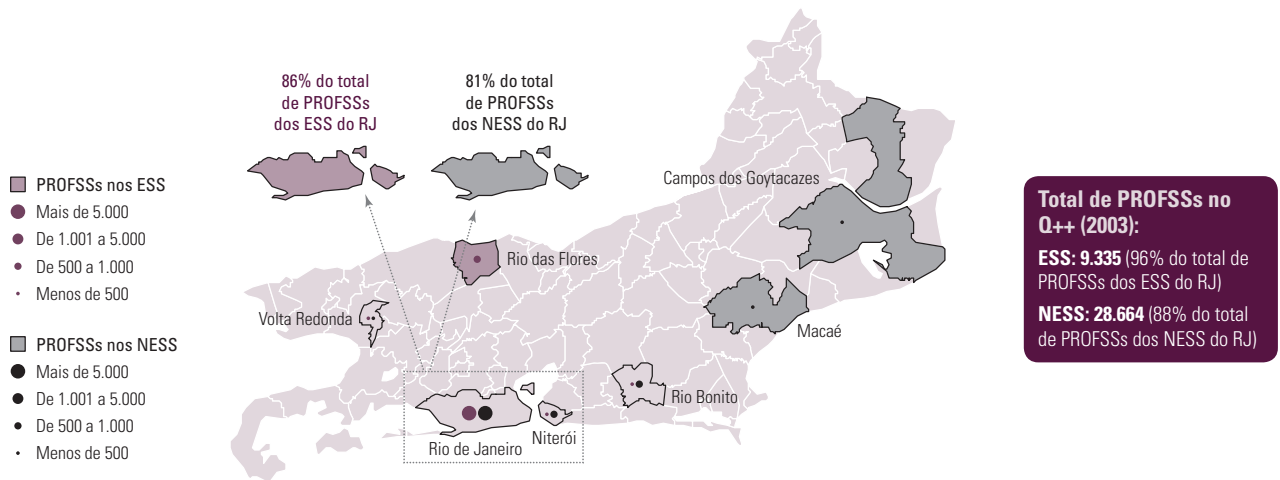 86% do total
de PROFSSs
dos ESS do RJ
81% do total
de PROFSSs
dos NESS do RJ
PROFSSs nos ESS
Mais de 5.000
De 1.001 a 5.000
De 500 a 1.000
Menos de 500
PROFSSs nos NESS
Mais de 5.000
De 1.001 a 5.000
De 500 a 1.000
Menos de 500
Campos dos Goytacazes
Rio das Flores
Volta Redonda
Macaé
Rio Bonito
Niterói
Rio de Janeiro
Total de PROFSSs no
Q++ (2003):
ESS: 9.335 (96% do total de
PROFSSs dos ESS do RJ)
NESS: 28.664 (88% do total
de PROFSSs dos NESS do RJ)